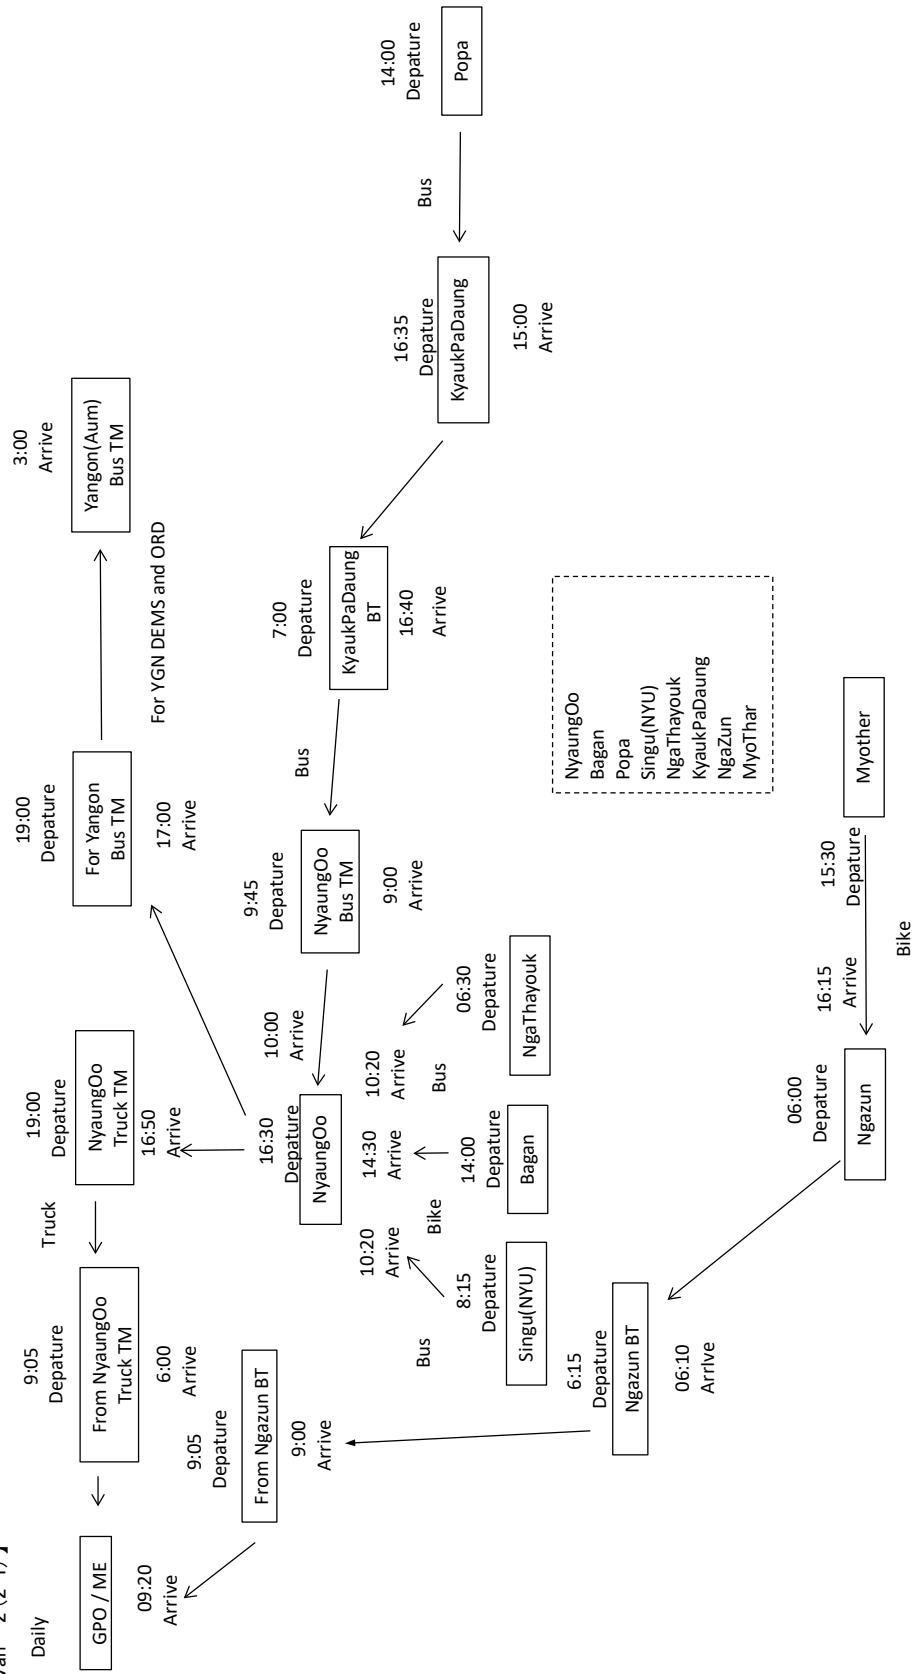 Daily
GPO / ME
09:20
Arrive
9:05
Depature
From NyaungOo
Truck TM
6:00
Arrive
Truck
19:00
Depature
NyaungOo
Truck TM
16:50
Arrive
19:00
Depature
For Yangon
Bus TM
17:00
Arrive
For YGN DEMS and ORD
3:00
Arrive
Yangon(Aum)
Bus TM
9:05
Depature
From Ngazun BT
9:00
Arrive
16:30
Depature
NyaungOo
10:00
Arrive
9:45
Depature
NyaungOo
Bus TM
9:00
Arrive
Bus
7:00
Depature
KyaukPaDaung
BT
16:40
Arrive
16:35
Depature
KyaukPaDaung
15:00
Arrive
Bus
14:00
Depature
Popa
10:20
Arrive
Bus
8:15
Depature
Singu(NYU)
14:30
Arrive
Bike
14:00
Depature
Bagan
10:20
Arrive
Bus
06:30
Depature
NgaThayouk
6:15
Depature
Ngazun BT
06:10
Arrive
06:00
Depature
Ngazun
16:15
Arrive
15:30
Depature
Bike
Myother
NyaungOo
Bagan
Popa
Singu(NYU)
NgaThayouk
KyaukPaDaung
NgaZun
MyoThar